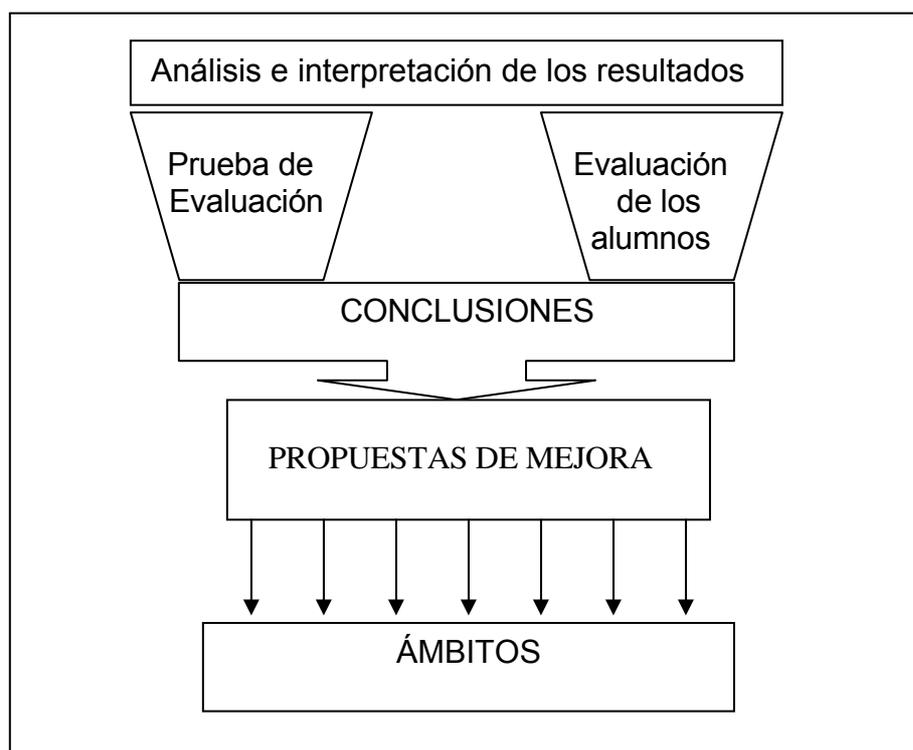 Análisis e interpretación de los resultados
Prueba de
Evaluación
Evaluación
de los
alumnos
CONCLUSIONES
PROPUESTAS DE MEJORA
ÁMBITOS